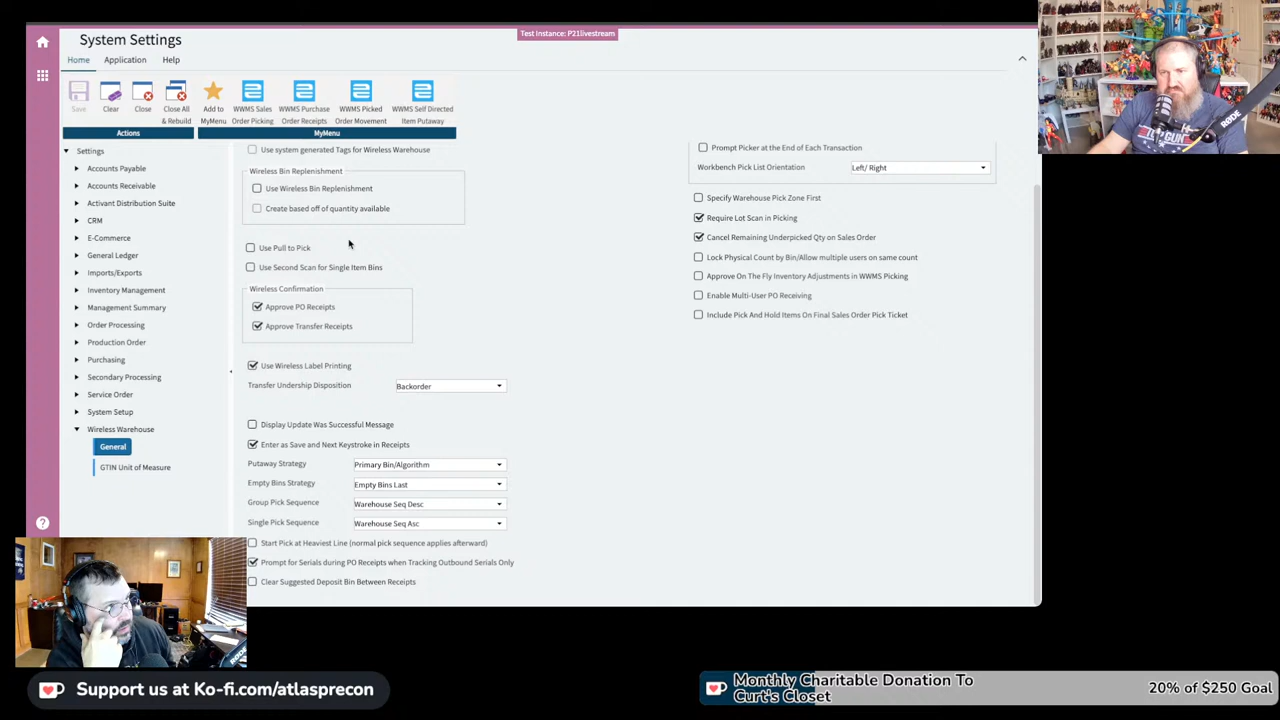 System Settings
Test Instance: P21livestream
Home
Application
Help
Save
Clear
Close
Close All
& Rebuild
Add to
MyMenu
WWMS Sales
Order Picking
WWMS Purchase
Order Receipts
WWMS Picked
Order Movement
WWMS Self Directed
Item Putaway
Actions
MyMenu
Settings
Accounts Payable
Accounts Receivable
Activant Distribution Suite
CRM
E-Commerce
General Ledger
Imports/Exports
Inventory Management
Management Summary
Order Processing
Production Order
Purchasing
Secondary Processing
Service Order
System Setup
Wireless Warehouse
General
GTIN Unit of Measure
Use system generated Tags for Wireless Warehouse
Wireless Bin Replenishment
Use Wireless Bin Replenishment
Create based off of quantity available
Use Pull to Pick
Use Second Scan for Single Item Bins
Wireless Confirmation
Approve PO Receipts
Approve Transfer Receipts
Use Wireless Label Printing
Transfer Undership Disposition Backorder
Display Update Was Successful Message
Enter as Save and Next Keystroke in Receipts
Putaway Strategy Primary Bin/Algorithm
Empty Bins Strategy Empty Bins Last
Group Pick Sequence Warehouse Seq Desc
Single Pick Sequence Warehouse Seq Asc
Start Pick at Heaviest Line (normal pick sequence applies afterward)
Prompt for Serials during PO Receipts when Tracking Outbound Serials Only
Clear Suggested Deposit Bin Between Receipts
Prompt Picker at the End of Each Transaction
Workbench Pick List Orientation Left/ Right
Specify Warehouse Pick Zone First
Require Lot Scan in Picking
Cancel Remaining Underpicked Qty on Sales Order
Lock Physical Count by Bin/Allow multiple users on same count
Approve On The Fly Inventory Adjustments in WWMS Picking
Enable Multi-User PO Receiving
Include Pick And Hold Items On Final Sales Order Pick Ticket
RØDE
TOP GUN
Support us at Ko-fi.com/atlasprecon
Monthly Charitable Donation To
Curt's Closet
20% of $250 Goal